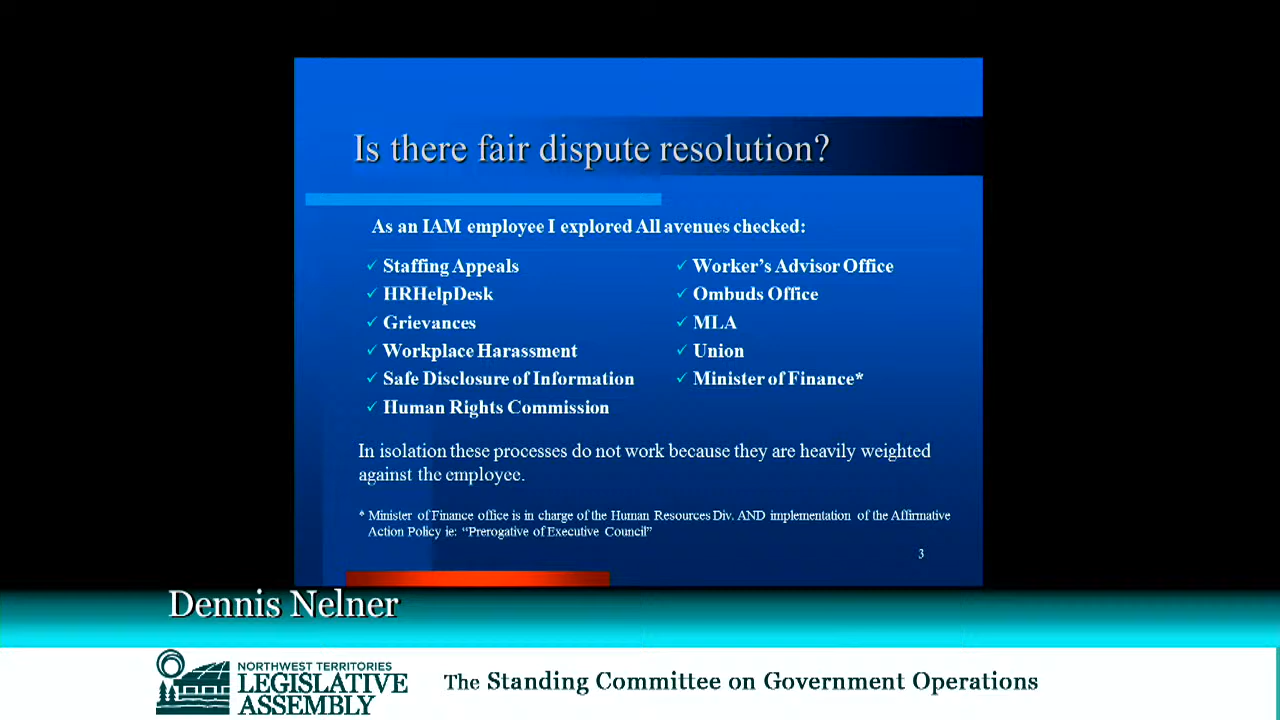 Is there fair dispute resolution?
As an IAM employee I explored All avenues checked:
✓ Staffing Appeals
✓ HRHelpDesk
✓ Grievances
✓ Workplace Harassment
✓ Safe Disclosure of Information
✓ Human Rights Commission
✓ Worker's Advisor Office
✓ Ombuds Office
✓ MLA
✓ Union
✓ Minister of Finance*
In isolation these processes do not work because they are heavily weighted
against the employee.
* Minister of Finance office is in charge of the Human Resources Div. AND implementation of the Affirmative
Action Policy ie: “Prerogative of Executive Council”
3
Dennis Nelner
NORTHWEST TERRITORIES
LEGISLATIVE
ASSEMBLY
The Standing Committee on Government Operations